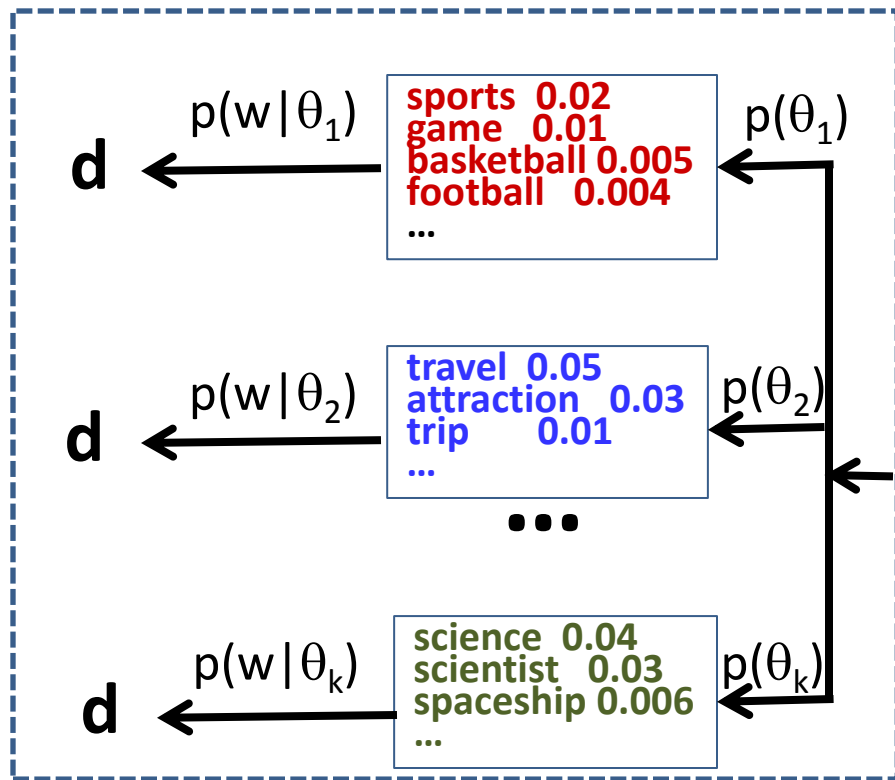 sports 0.02
game 0.01
basketball 0.005
football 0.004
...
p(w|θ₁)
p(θ₁)
d
travel 0.05
attraction 0.03
trip 0.01
...
p(w|θ₂)
p(θ₂)
d
...
science 0.04
scientist 0.03
spaceship 0.006
...
p(w|θₖ)
p(θₖ)
d